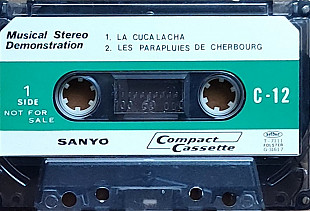 Musical Stereo
Demonstration
1. LA CUCALACHA
2. LES PARAPLUIES DE CHERBOURG
1
SIDE
NOT FOR
SALE
C-12
SANYO
Compact
Cassette